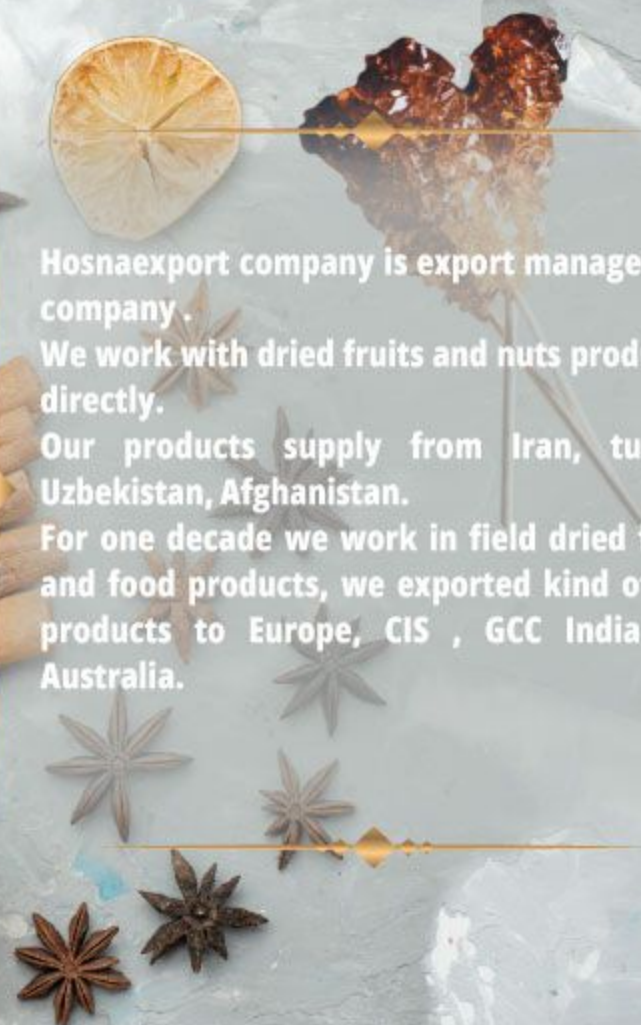 Hosnaexport company is export manage
company .
We work with dried fruits and nuts prod
directly.
Our products supply from Iran, tu
Uzbekistan, Afghanistan.
For one decade we work in field dried
and food products, we exported kind o
products to Europe, CIS , GCC India
Australia.